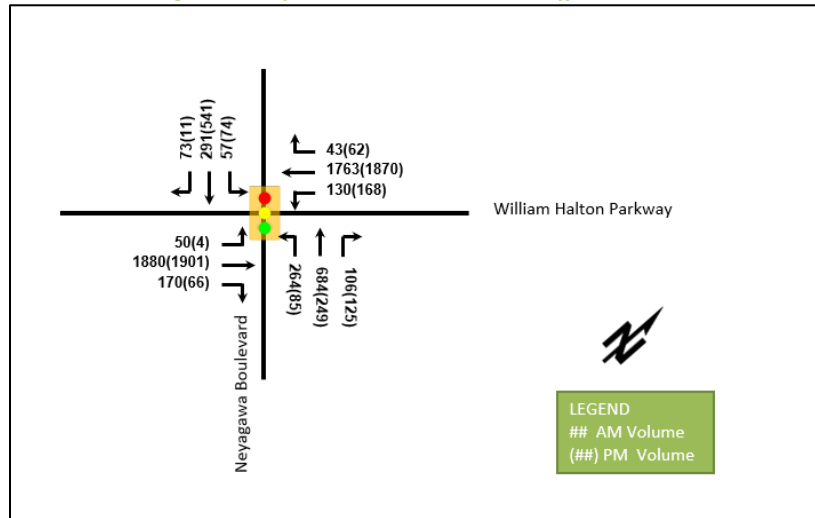 73(11)
291(541)
57(74)
43(62)
1763(1870)
130(168)
William Halton Parkway
50(4)
1880(1901)
170(66)
264(85)
684(249)
106(125)
Neyagawa Boulevard
LEGEND
## AM Volume
(##) PM Volume